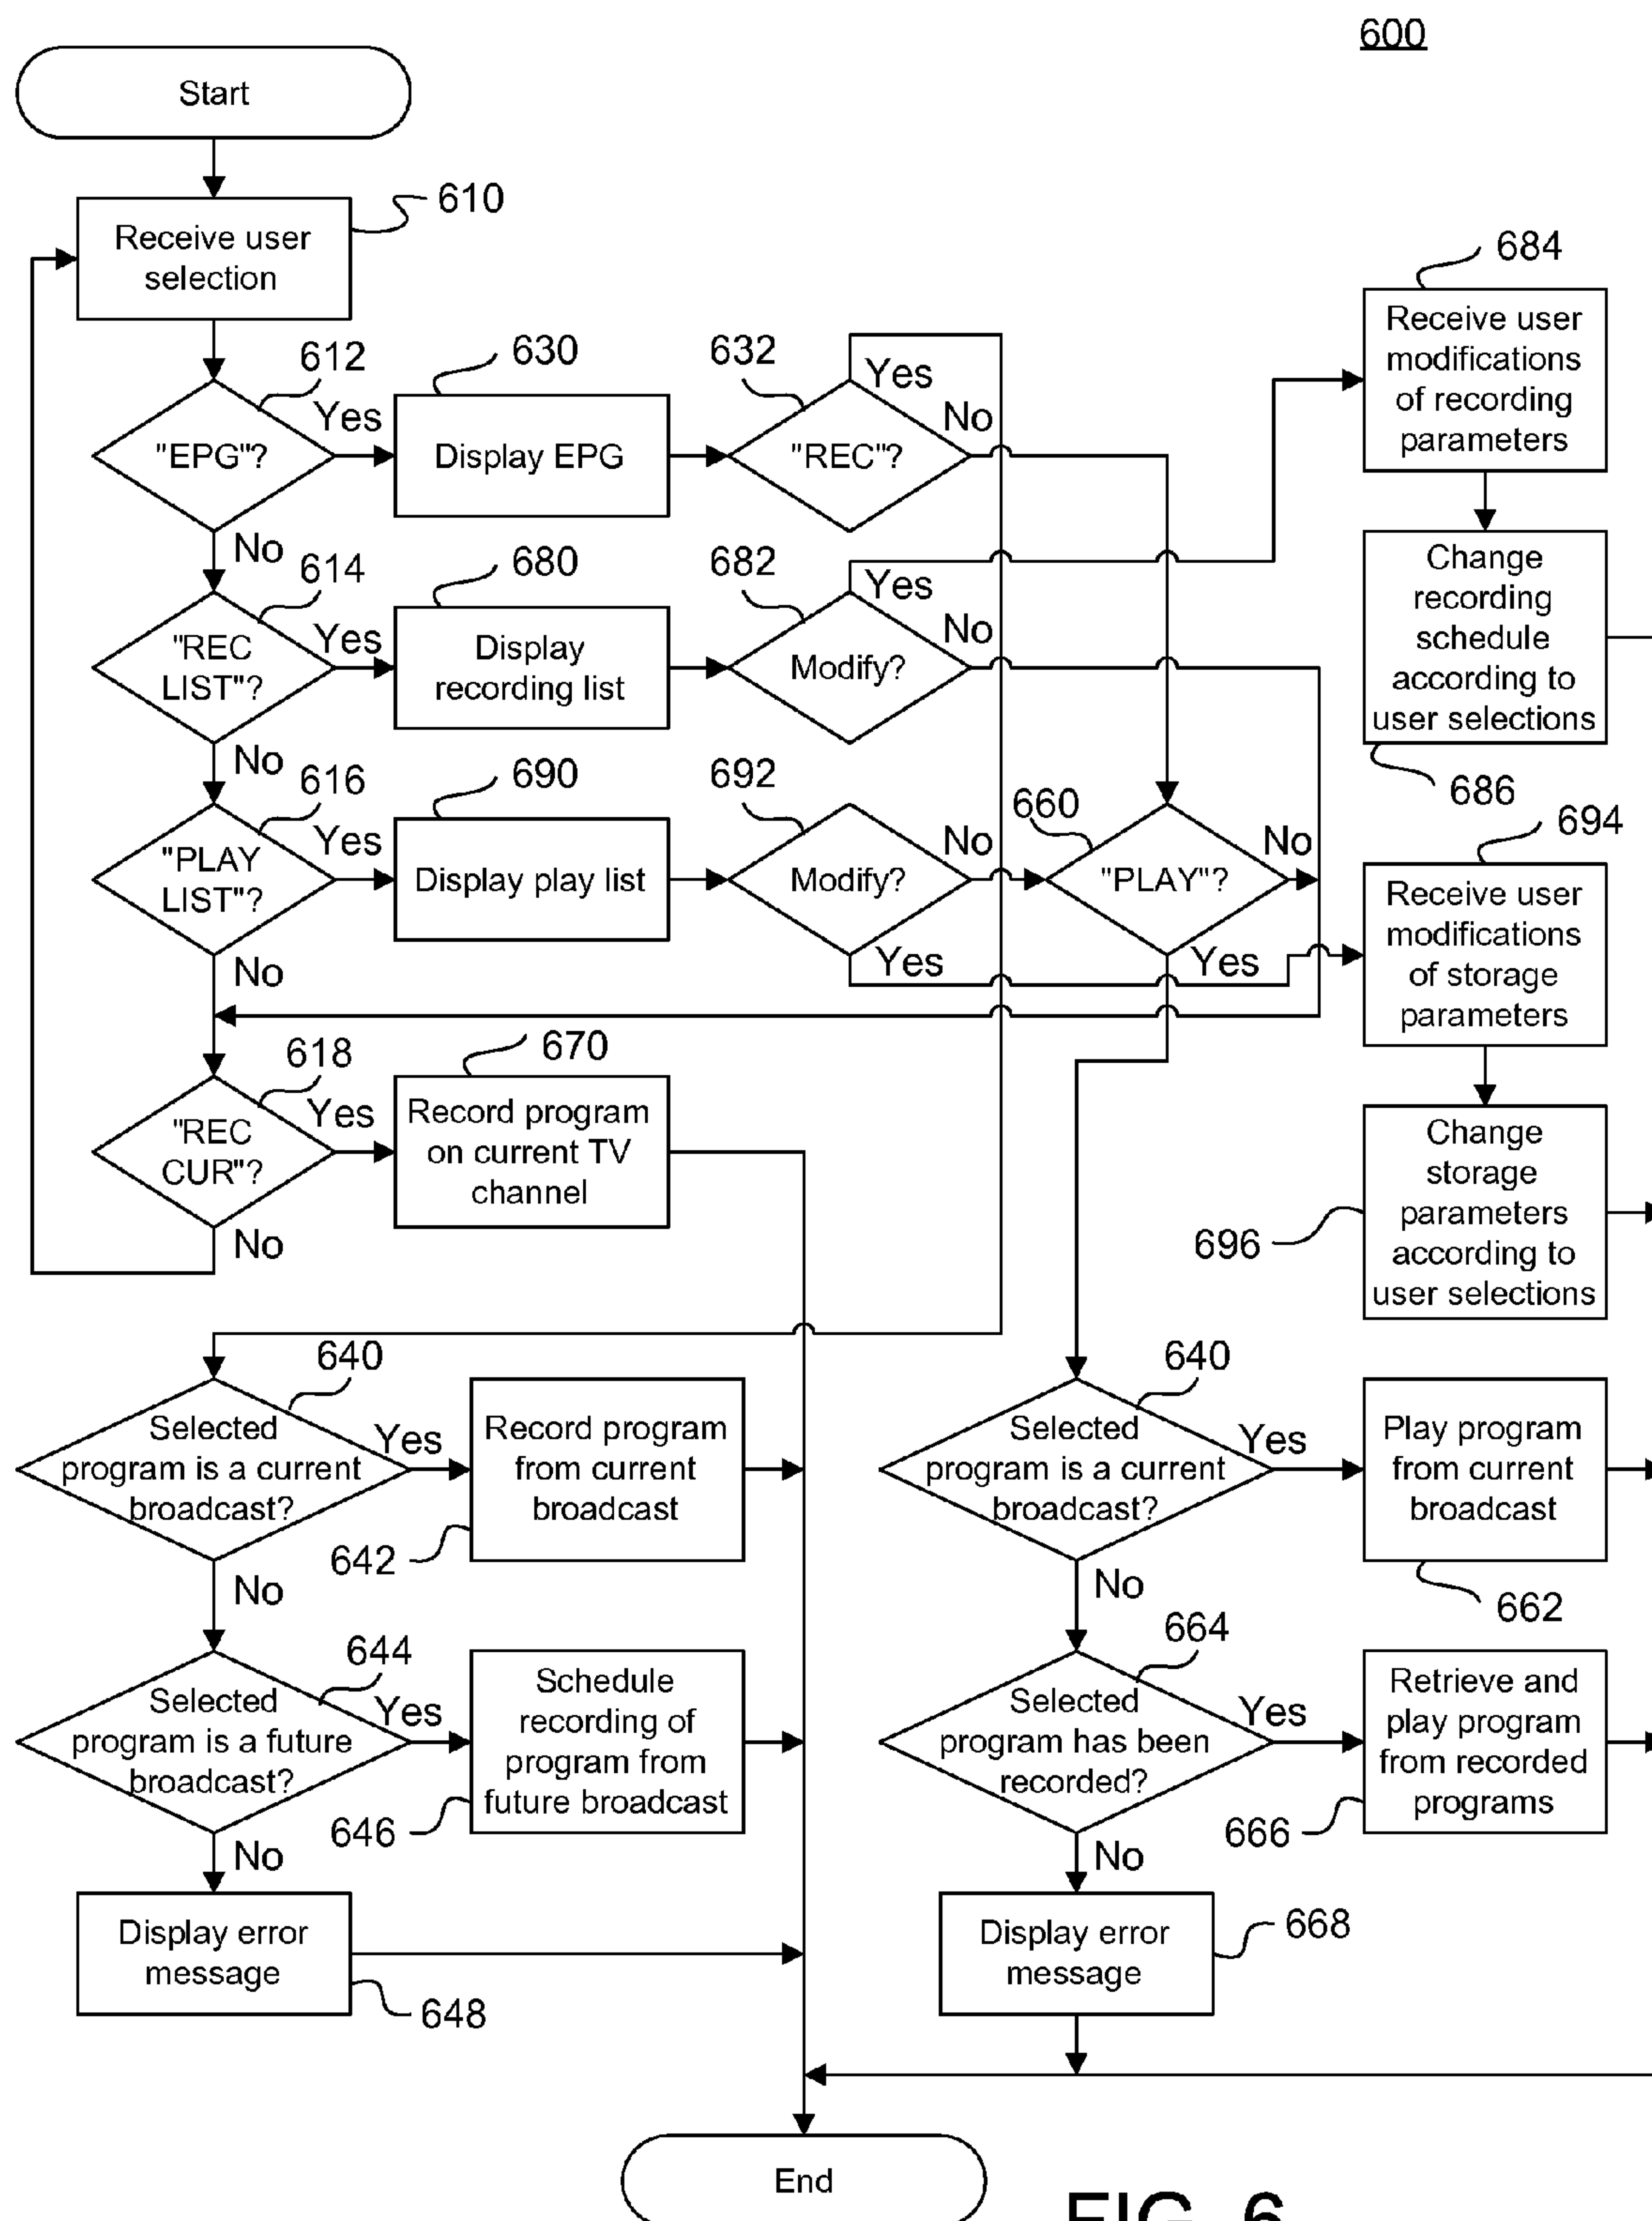 600
Start
610
Receive user
selection
684
Receive user
modifications
of recording
parameters
612
"EPG"?
Yes
No
630
Display EPG
632
"REC"?
Yes
No
614
"REC
LIST"?
Yes
No
680
Display
recording list
682
Modify?
Yes
No
Change
recording
schedule
according to
user selections
686
616
"PLAY
LIST"?
Yes
No
690
Display play list
692
Modify?
No
Yes
660
"PLAY"?
No
Yes
694
Receive user
modifications
of storage
parameters
618
"REC
CUR"?
Yes
No
670
Record program
on current TV
channel
Change
storage
parameters
according to
user selections
696
640
Selected
program is a current
broadcast?
Yes
No
Record program
from current
broadcast
642
640
Selected
program is a current
broadcast?
Yes
No
Play program
from current
broadcast
662
644
Selected
program is a future
broadcast?
Yes
No
Schedule
recording of
program from
future broadcast
646
664
Selected
program has been
recorded?
Yes
No
Retrieve and
play program
from recorded
programs
666
Display error
message
648
Display error
message
668
End
FIG. 6